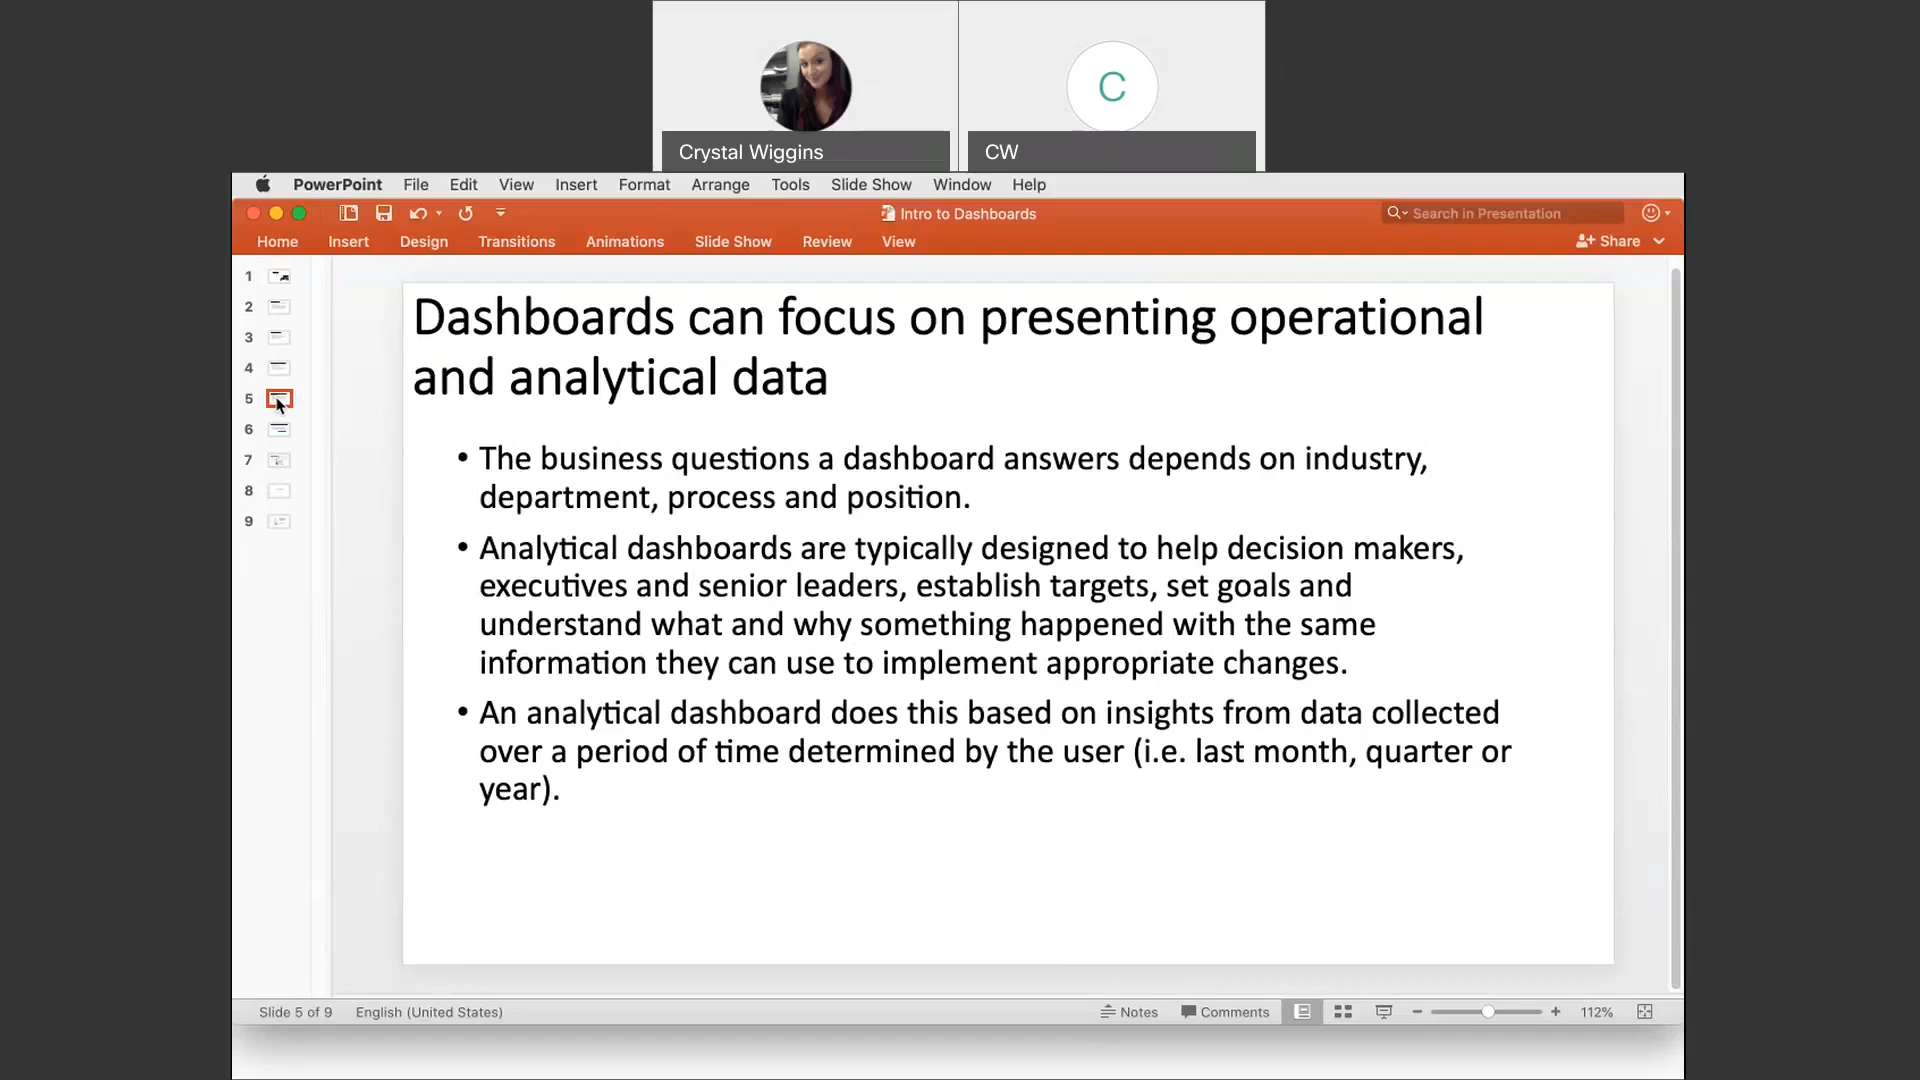 C
Crystal Wiggins
CW
PowerPoint File Edit View Insert Format Arrange Tools Slide Show Window Help
Intro to Dashboards
Search in Presentation
Home Insert Design Transitions Animations Slide Show Review View
Share
1
2
3
4
5
6
7
8
9
Dashboards can focus on presenting operational
and analytical data
• The business questions a dashboard answers depends on industry,
department, process and position.
• Analytical dashboards are typically designed to help decision makers,
executives and senior leaders, establish targets, set goals and
understand what and why something happened with the same
information they can use to implement appropriate changes.
• An analytical dashboard does this based on insights from data collected
over a period of time determined by the user (i.e. last month, quarter or
year).
Slide 5 of 9 English (United States)
Notes Comments 112%